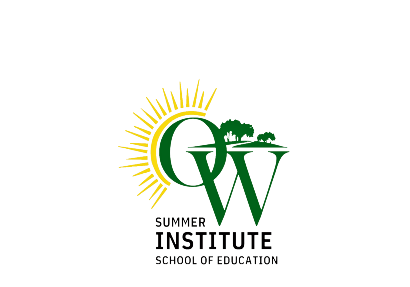 OW
SUMMER
INSTITUTE
SCHOOL OF EDUCATION